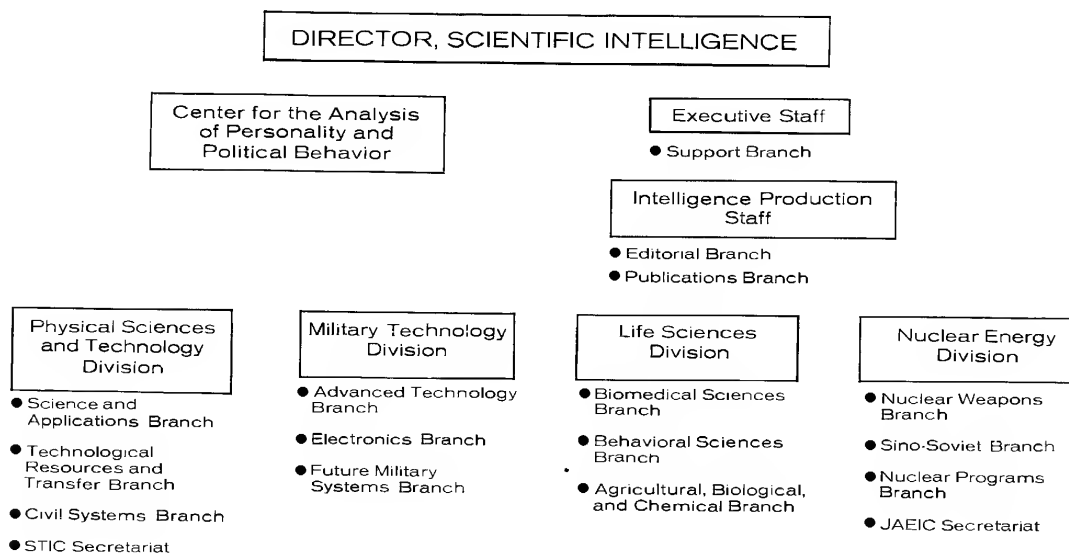 DIRECTOR, SCIENTIFIC INTELLIGENCE
Center for the Analysis
of Personality and
Political Behavior
Executive Staff
● Support Branch
Intelligence Production
Staff
● Editorial Branch
● Publications Branch
Physical Sciences
and Technology
Division
● Science and
Applications Branch
● Technological
Resources and
Transfer Branch
● Civil Systems Branch
● STIC Secretariat
Military Technology
Division
● Advanced Technology
Branch
● Electronics Branch
● Future Military
Systems Branch
Life Sciences
Division
● Biomedical Sciences
Branch
● Behavioral Sciences
Branch
● Agricultural, Biological,
and Chemical Branch
Nuclear Energy
Division
● Nuclear Weapons
Branch
● Sino-Soviet Branch
● Nuclear Programs
Branch
● JAEIC Secretariat